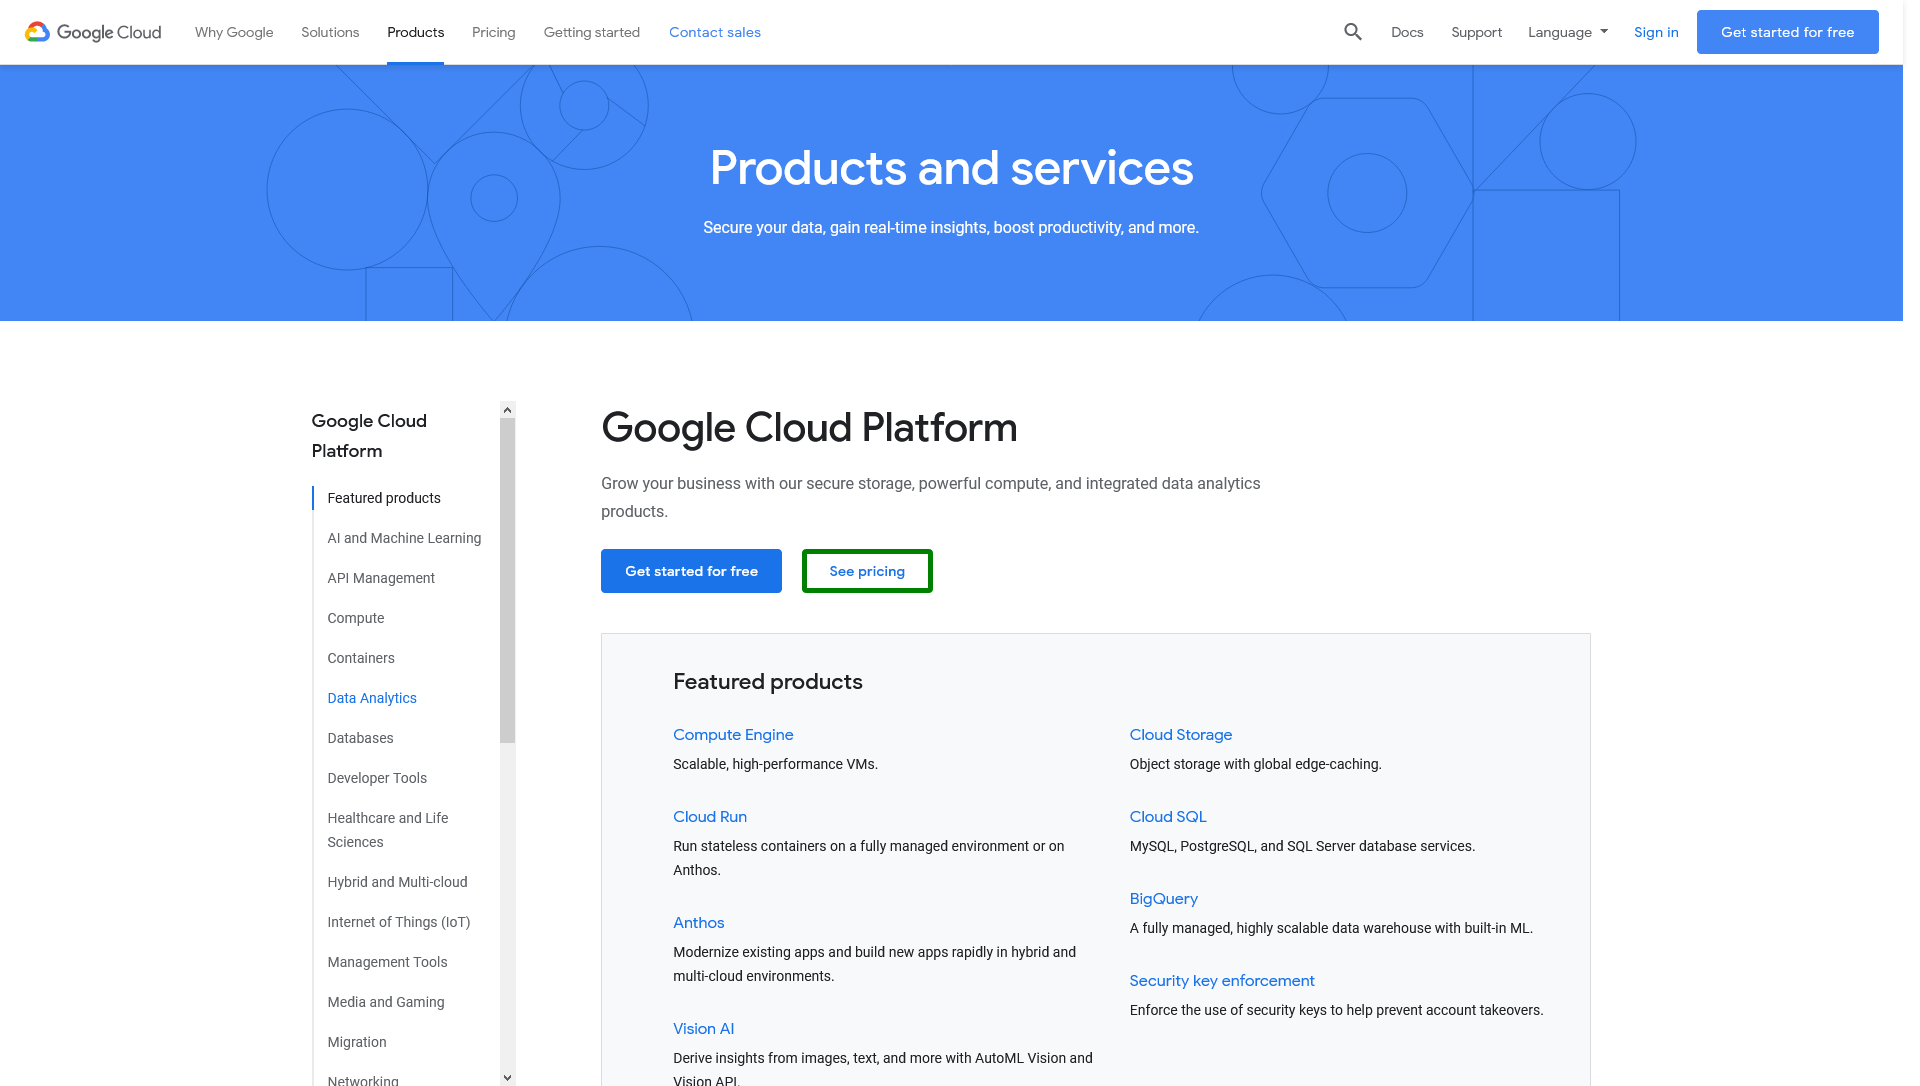 Google Cloud
Why Google
Solutions
Products
Pricing
Getting started
Contact sales
Docs
Support
Language
Sign in
Get started for free
Products and services
Secure your data, gain real-time insights, boost productivity, and more.
Google Cloud
Platform
Featured products
AI and Machine Learning
API Management
Compute
Containers
Data Analytics
Databases
Developer Tools
Healthcare and Life
Sciences
Hybrid and Multi-cloud
Internet of Things (IoT)
Management Tools
Media and Gaming
Migration
Networking
Google Cloud Platform
Grow your business with our secure storage, powerful compute, and integrated data analytics
products.
Get started for free
See pricing
Featured products
Compute Engine
Scalable, high-performance VMs.
Cloud Run
Run stateless containers on a fully managed environment or on
Anthos.
Anthos
Modernize existing apps and build new apps rapidly in hybrid and
multi-cloud environments.
Vision AI
Derive insights from images, text, and more with AutoML Vision and
Vision API.
Cloud Storage
Object storage with global edge-caching.
Cloud SQL
MySQL, PostgreSQL, and SQL Server database services.
BigQuery
A fully managed, highly scalable data warehouse with built-in ML.
Security key enforcement
Enforce the use of security keys to help prevent account takeovers.